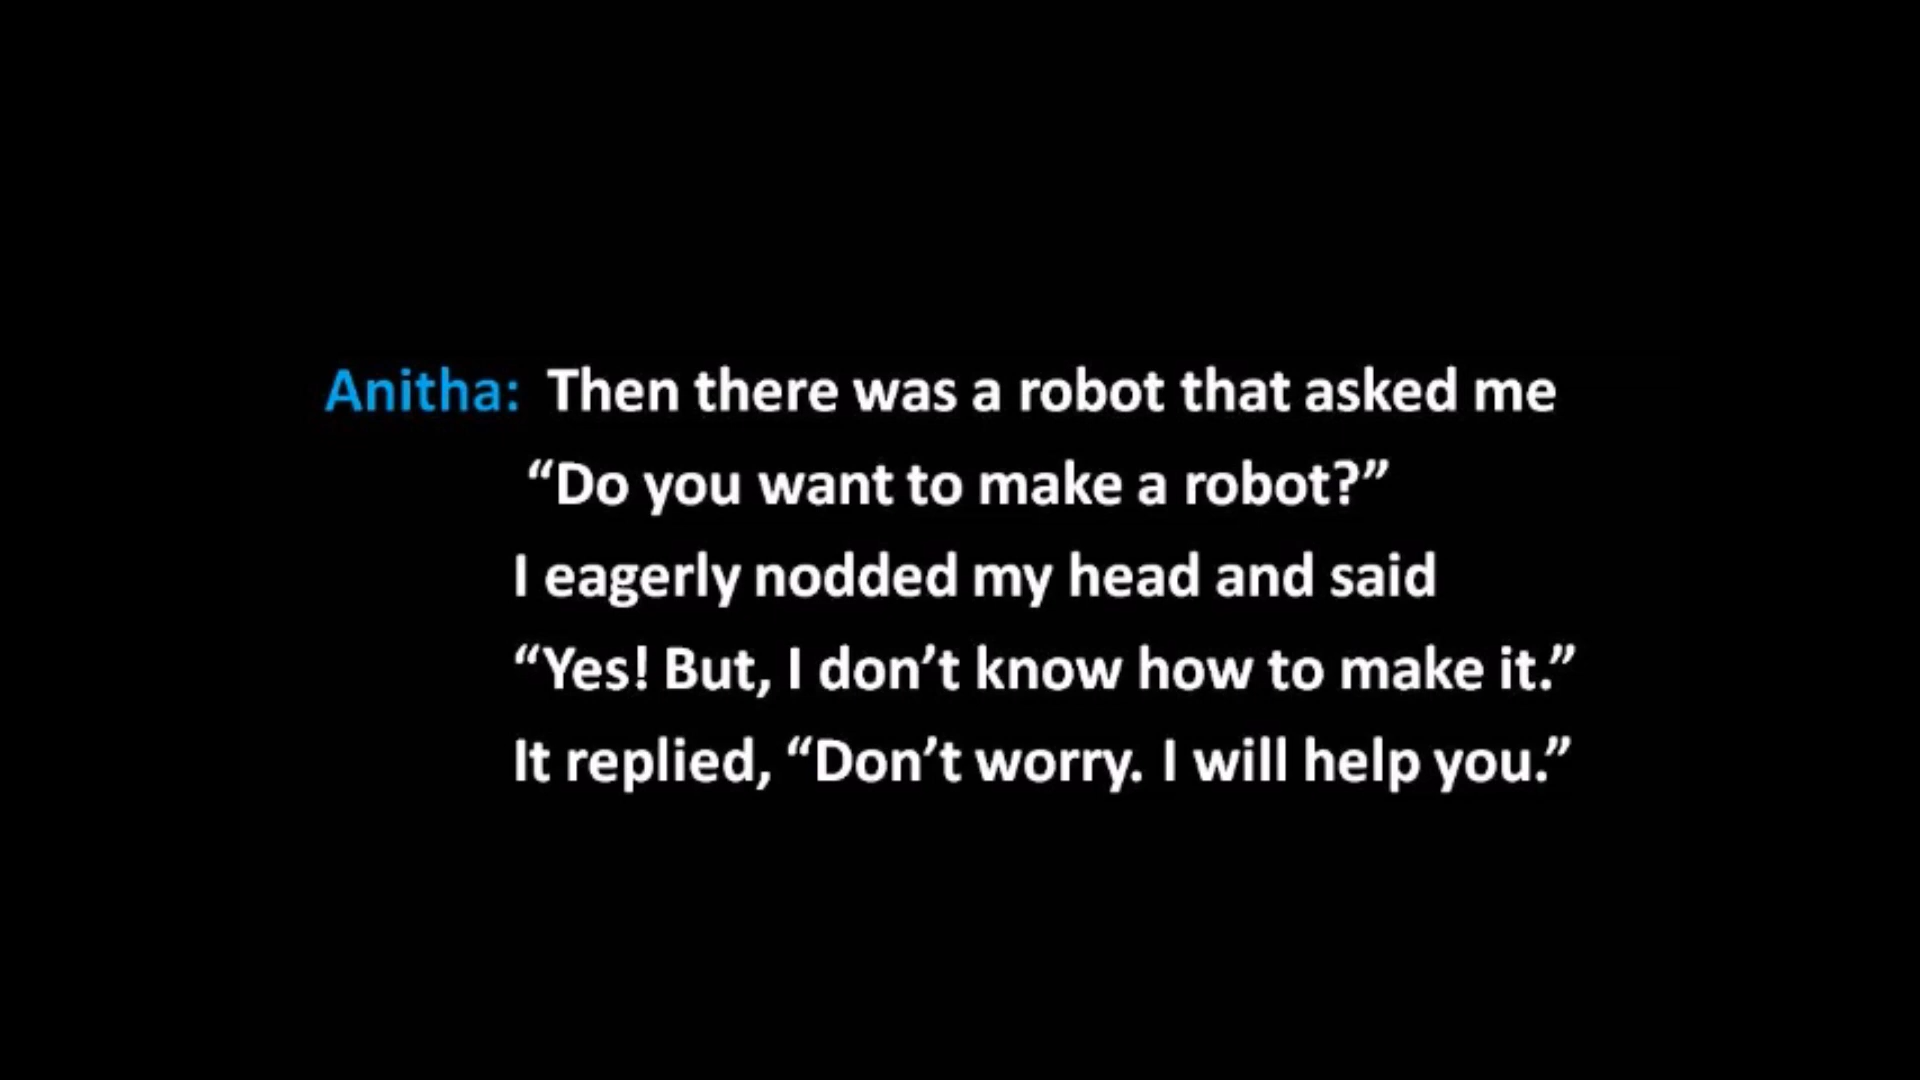 Anitha: Then there was a robot that asked me
“Do you want to make a robot?”
I eagerly nodded my head and said
“Yes! But, I don’t know how to make it.”
It replied, “Don’t worry. I will help you.”